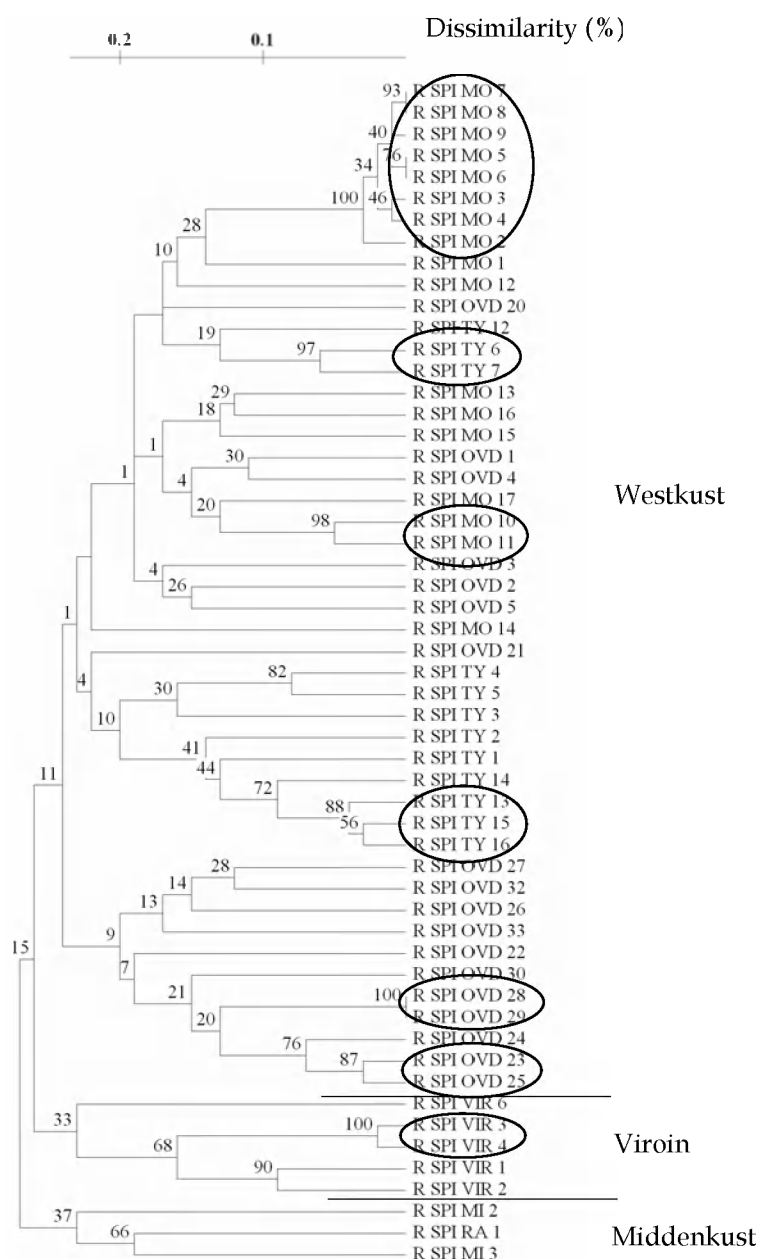 Dissimilarity (%)
0.2 0.1
93 R SPI MO 7
R SPI MO 8
40 R SPI MO 9
76 R SPI MO 5
34 R SPI MO 6
100 46 R SPI MO 3
R SPI MO 4
28 R SPI MO 2
10 R SPI MO 1
R SPI MO 12
R SPI OVD 20
19 R SPI TY 12
97 R SPI TY 6
R SPI TY 7
29 R SPI MO 13
18 R SPI MO 16
1 R SPI MO 15
30 R SPI OVD 1
1 4 R SPI OVD 4
20 R SPI MO 17
Westkust
98 R SPI MO 10
R SPI MO 11
4 R SPI OVD 3
26 R SPI OVD 2
R SPI OVD 5
1 R SPI MO 14
R SPI OVD 21
4 82 R SPI TY 4
30 R SPI TY 5
10 R SPI TY 3
41 R SPI TY 2
11 44 R SPI TY 1
72 R SPI TY 14
88 R SPI TY 13
56 R SPI TY 15
R SPI TY 16
28 R SPI OVD 27
14 R SPI OVD 32
13 R SPI OVD 26
9 R SPI OVD 33
15 7 R SPI OVD 22
21 R SPI OVD 30
100 R SPI OVD 28
20 R SPI OVD 29
76 R SPI OVD 24
87 R SPI OVD 23
R SPI OVD 25
33 R SPI VIR 6
100 R SPI VIR 3
68 R SPI VIR 4
Viroin
90 R SPI VIR 1
R SPI VIR 2
37 R SPI MI 2
66 R SPI RA 1
Middenkust
R SPI MI 3